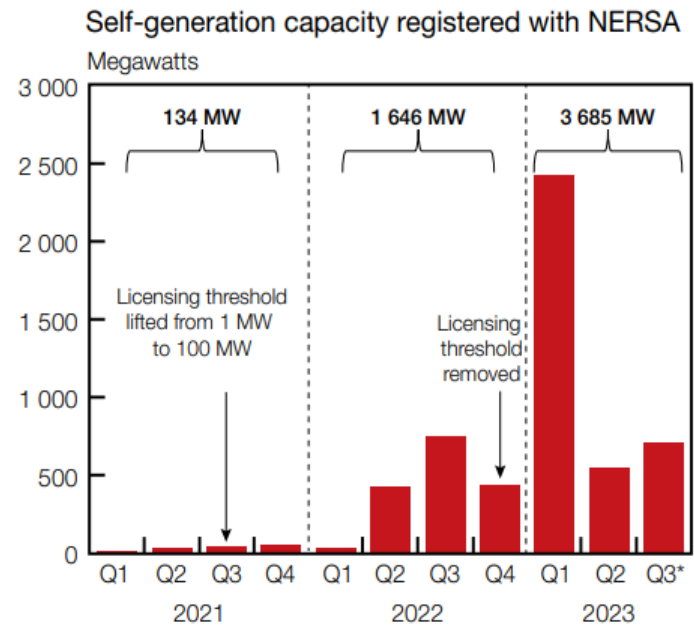 Self-generation capacity registered with NERSA
Megawatts
3 000
2 500
2 000
1 500
1 000
500
0
134 MW
1 646 MW
3 685 MW
Licensing threshold
lifted from 1 MW
to 100 MW
Licensing
threshold
removed
Q1 Q2 Q3 Q4 Q1 Q2 Q3 Q4 Q1 Q2 Q3*
2021 2022 2023